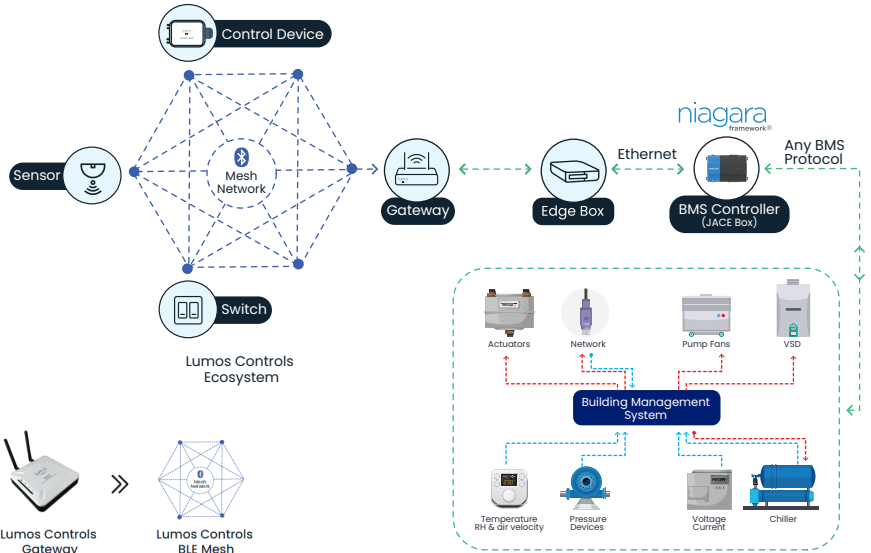 Control Device
niagara
framework®
Ethernet
Any BMS
Protocol
Sensor
Mesh
Network
Gateway
Edge Box
BMS Controller
(JACE Box)
Switch
Lumos Controls
Ecosystem
Actuators
Network
Pump Fans
VSD
Building Management
System
Temperature
RH & air velocity
Pressure
Devices
Voltage
Current
Chiller
Mesh
Network
Lumos Controls
Gateway
Lumos Controls
BLE Mesh